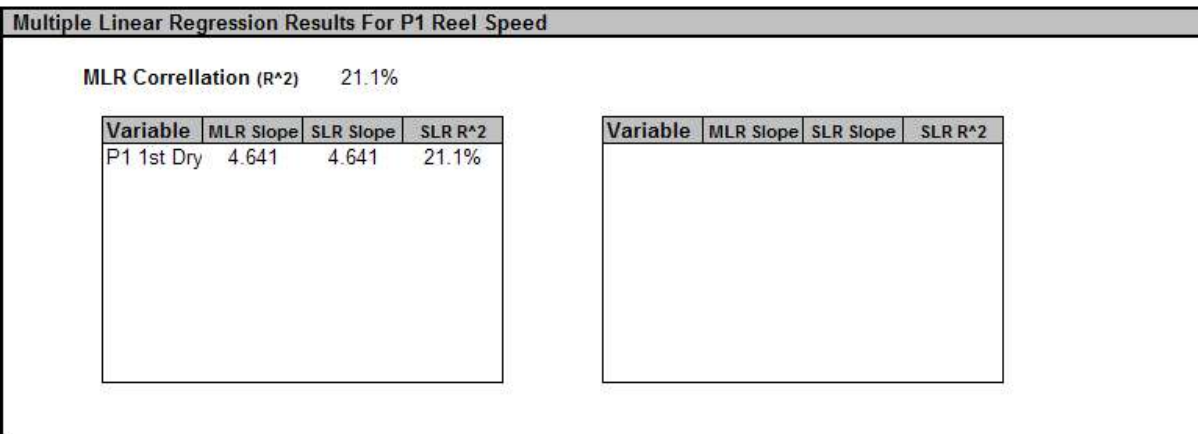 Multiple Linear Regression Results For P1 Reel Speed
MLR Correllation (R^2) 21.1%
Variable MLR Slope SLR Slope SLR R^2 Variable MLR Slope SLR Slope SLR R^2
P1 1st Dry 4.641 4.641 21.1%